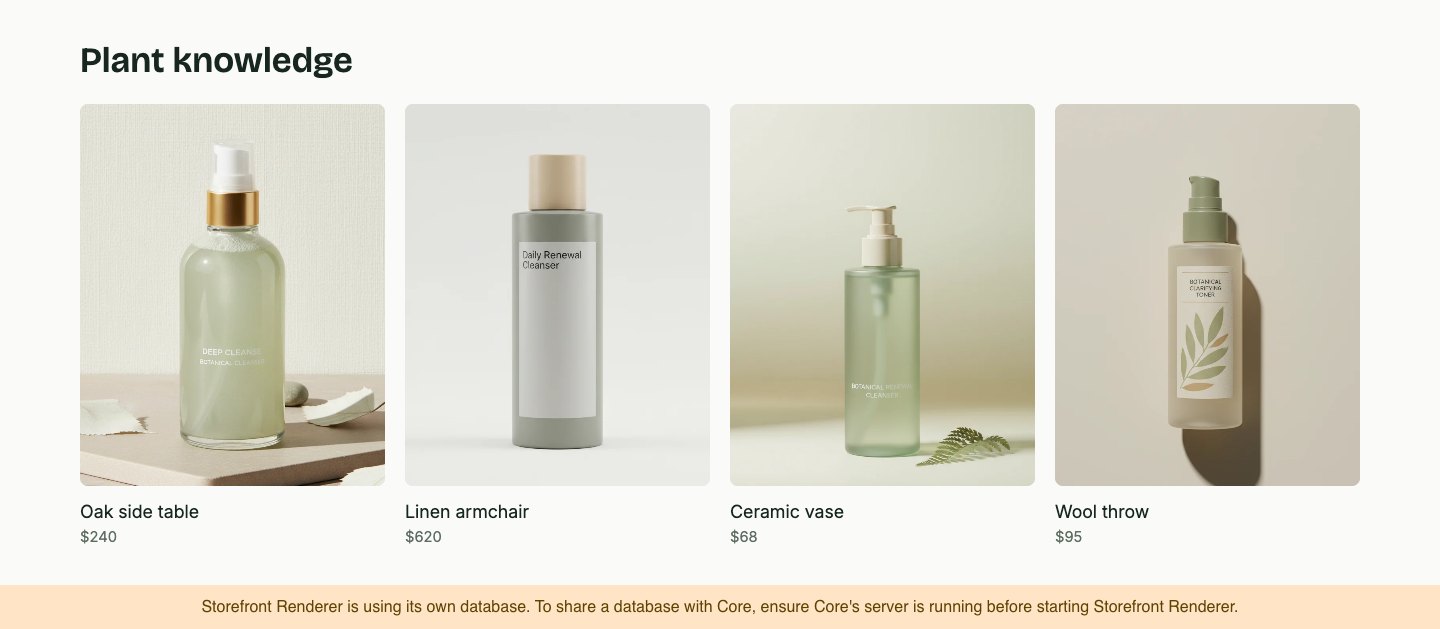 Plant knowledge
DEEP CLEANSE
BOTANICAL CLEANSER
Daily Renewal
Cleanser
BOTANICAL RENEWAL
CLEANSER
BOTANICAL
CLARIFYING
TONER
Oak side table
$240
Linen armchair
$620
Ceramic vase
$68
Wool throw
$95
Storefront Renderer is using its own database. To share a database with Core, ensure Core's server is running before starting Storefront Renderer.